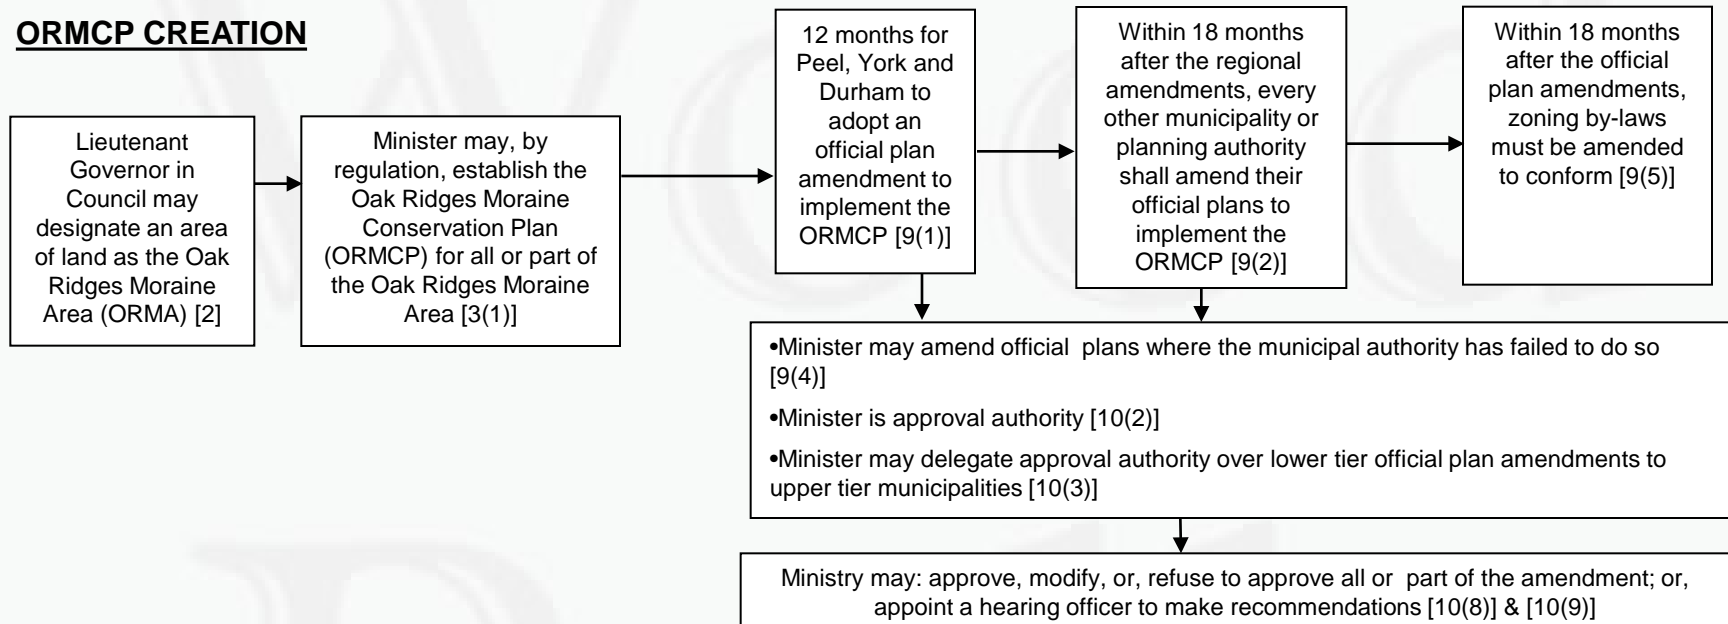 ORMCP CREATION
Lieutenant
Governor in
Council may
designate an area
of land as the Oak
Ridges Moraine
Area (ORMA) [2]
Minister may, by
regulation, establish the
Oak Ridges Moraine
Conservation Plan
(ORMCP) for all or part of
the Oak Ridges Moraine
Area [3(1)]
12 months for
Peel, York and
Durham to
adopt an
official plan
amendment to
implement the
ORMCP [9(1)]
Within 18 months
after the regional
amendments, every
other municipality or
planning authority
shall amend their
official plans to
implement the
ORMCP [9(2)]
Within 18 months
after the official
plan amendments,
zoning by-laws
must be amended
to conform [9(5)]
•Minister may amend official plans where the municipal authority has failed to do so
[9(4)]
•Minister is approval authority [10(2)]
•Minister may delegate approval authority over lower tier official plan amendments to
upper tier municipalities [10(3)]
Ministry may: approve, modify, or, refuse to approve all or part of the amendment; or,
appoint a hearing officer to make recommendations [10(8)] & [10(9)]